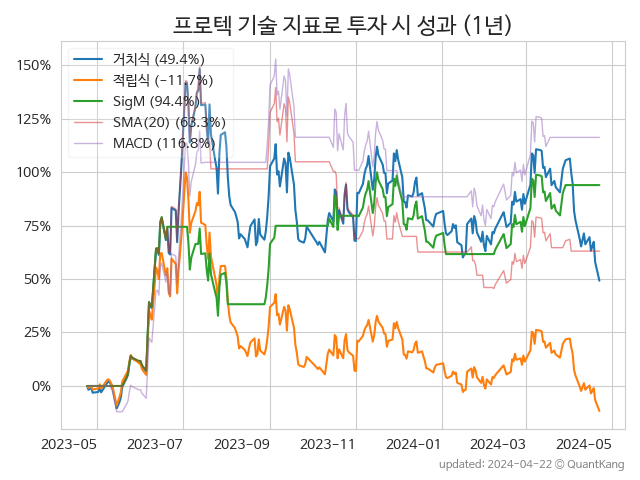 프로텍 기술 지표로 투자 시 성과 (1년)
150%
125%
100%
75%
50%
25%
0%
거치식 (49.4%)
적립식 (−11.7%)
SigM (94.4%)
SMA(20) (63.3%)
MACD (116.8%)
2023-05
2023-07
2023-09
2023-11
2024-01
2024-03
2024-05
updated: 2024-04-22 © QuantKang